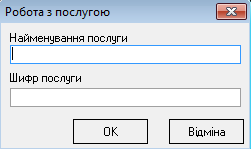 Робота з послугою
Найменування послуги
Шифр послуги
OK
Відміна